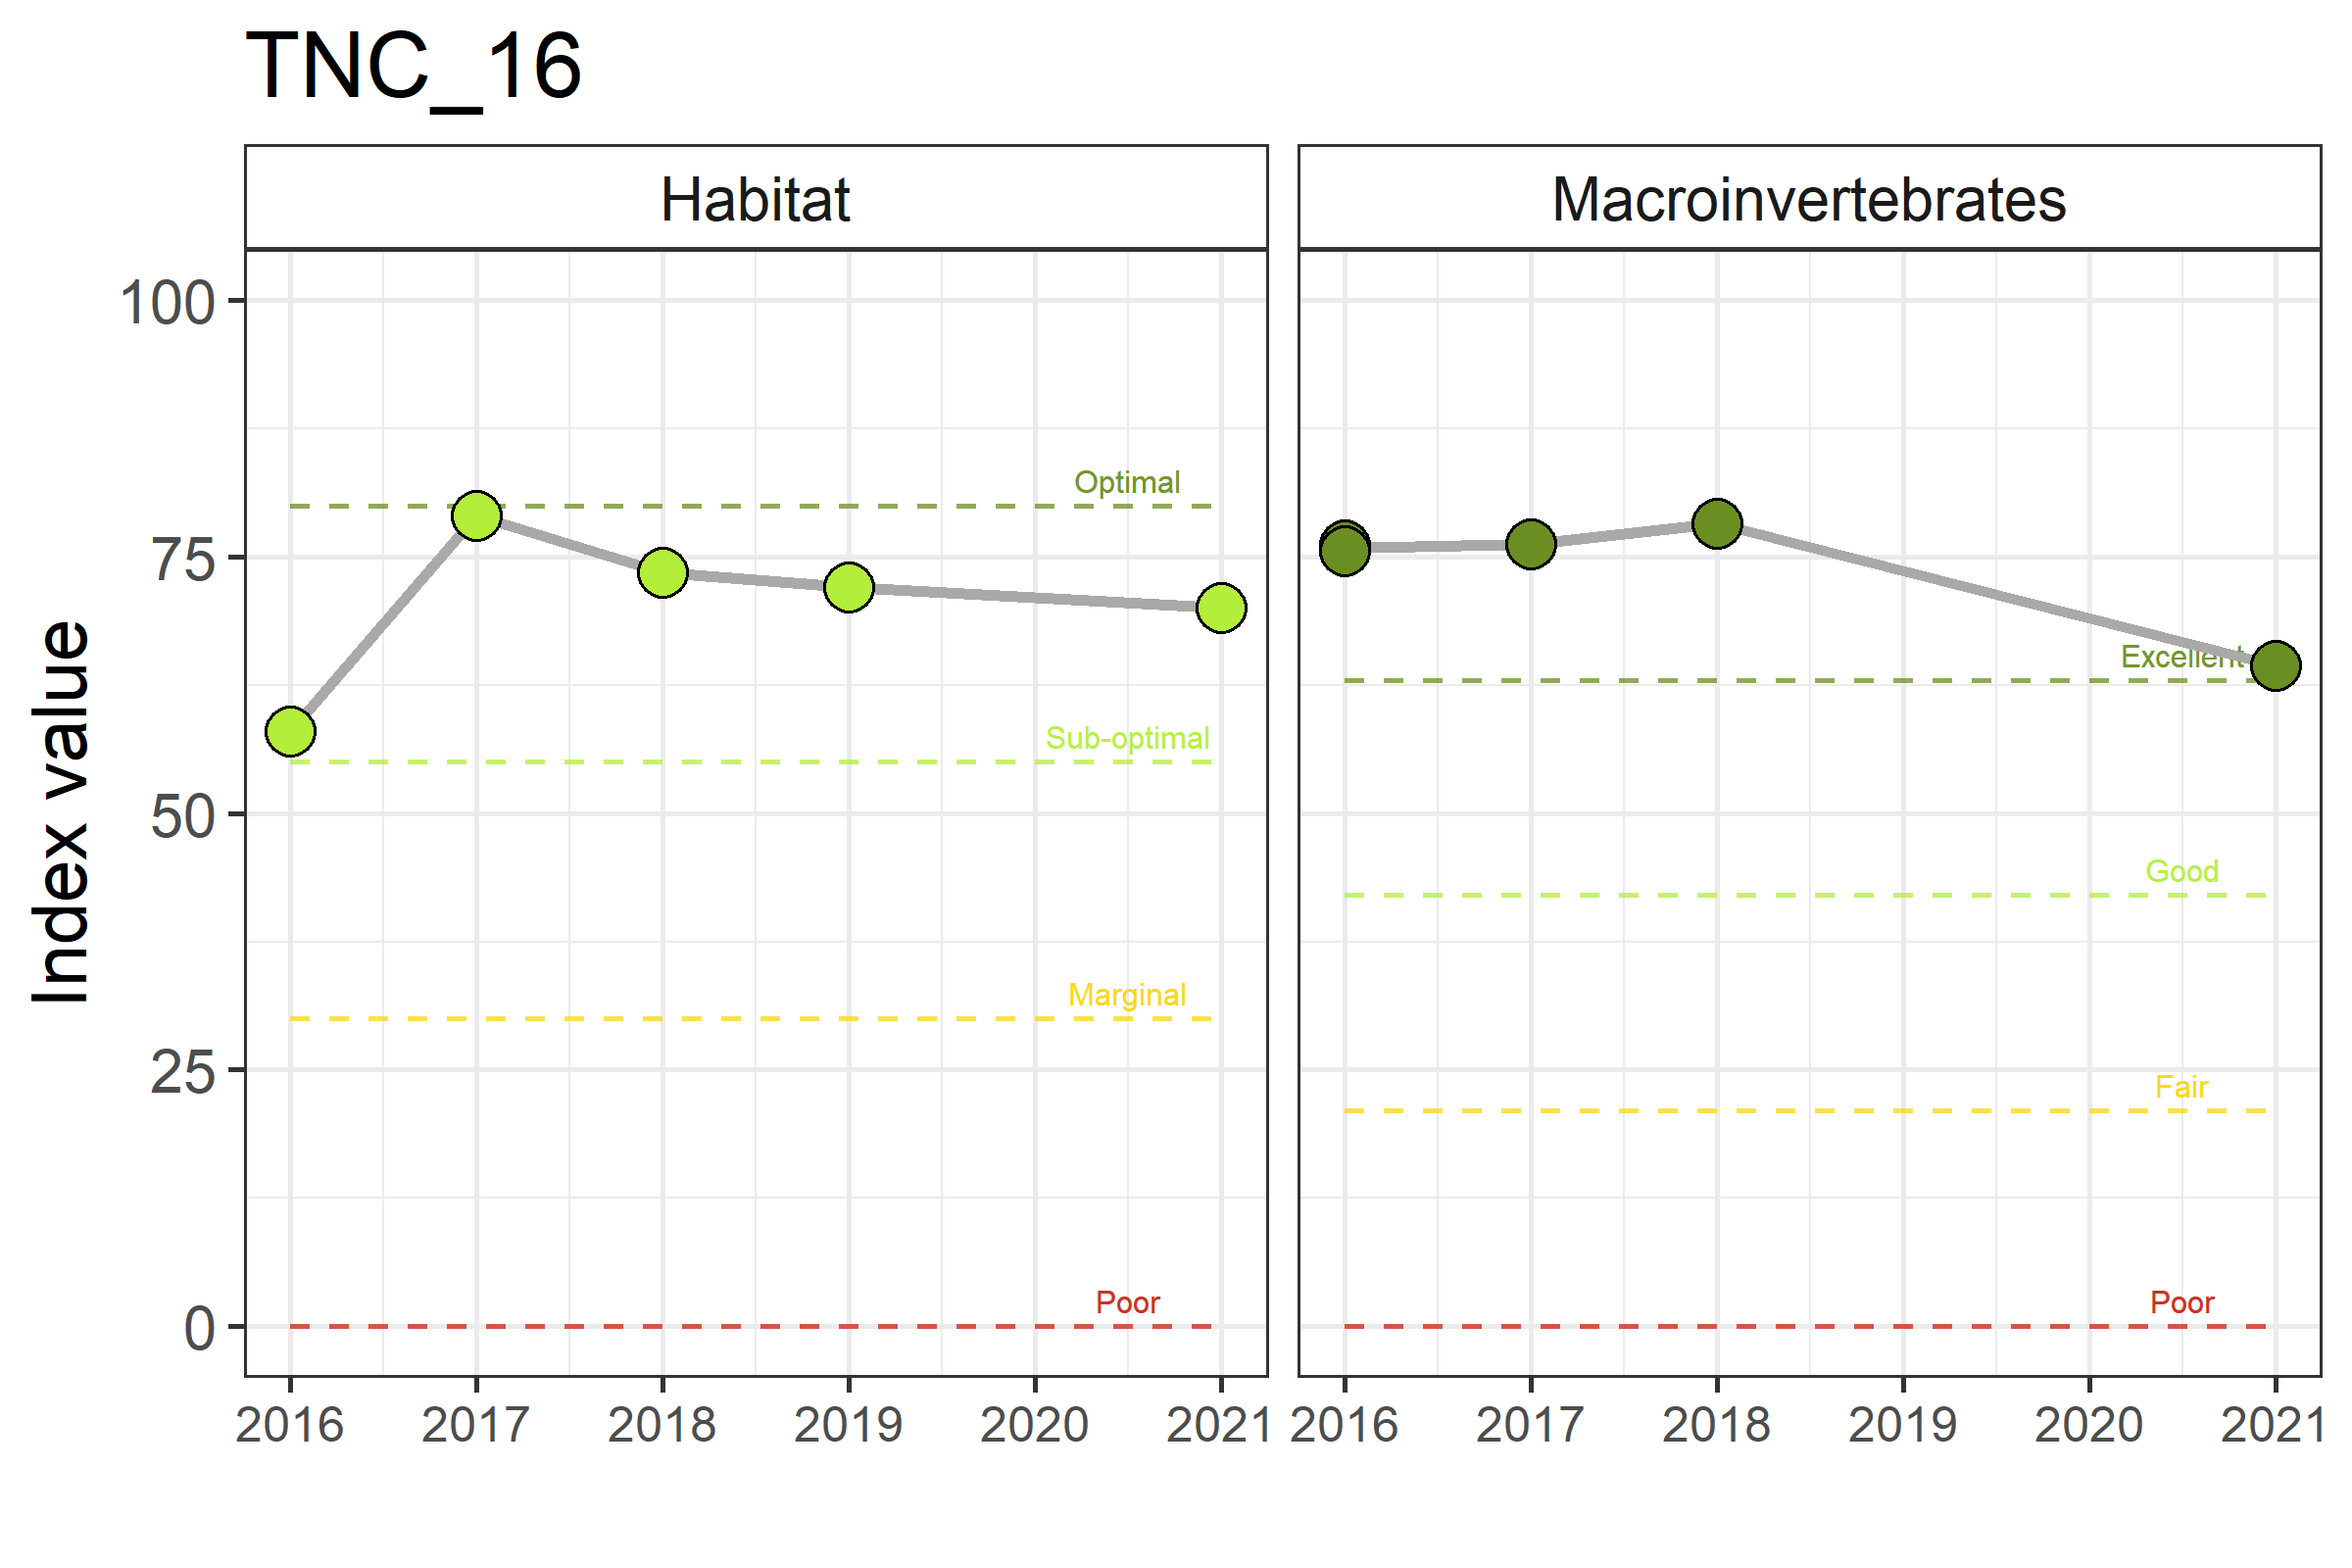 TNC_16
Habitat
Macroinvertebrates
Index value
100
75
50
25
0
Optimal
Sub-optimal
Marginal
Poor
Excellent
Good
Fair
Poor
2016 2017 2018 2019 2020 2021
2016 2017 2018 2019 2020 2021